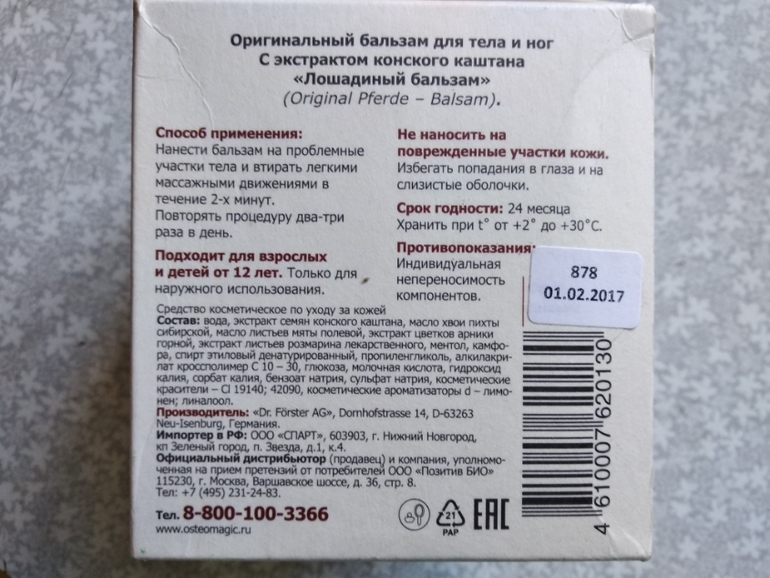 Оригинальный бальзам для тела и ног
С экстрактом конского каштана
«Лошадиный бальзам»
(Original Pferde – Balsam).
Способ применения:
Нанести бальзам на проблемные
участки тела и втирать легкими
массажными движениями в
течение 2-х минут.
Повторять процедуру два-три
раза в день.
Подходит для взрослых
и детей от 12 лет. Только для
наружного использования.
Не наносить на
поврежденные участки кожи.
Избегать попадания в глаза и на
слизистые оболочки.
Срок годности: 24 месяца
Хранить при t° от +2° до +30°С.
Противопоказания:
Индивидуальная
непереносимость
компонентов.
878
01.02.2017
Средство косметическое по уходу за кожей
Состав: вода, экстракт семян конского каштана, масло хвои пихты
сибирской, масло листьев мяты полевой, экстракт цветков арники
горной, экстракт листьев розмарина лекарственного, ментол, камфо-
ра, спирт этиловый денатурированный, пропиленгликоль, алкилакри-
лат кроссполимер С 10 – 30, глюкоза, молочная кислота, гидроксид
калия, сорбат калия, бензоат натрия, сульфат натрия, косметические
красители – CI 19140; 42090, косметические ароматизаторы d – лимо-
нен; линалоол.
Производитель: «Dr. Förster AG», Dornhofstrasse 14, D-63263
Neu-Isenburg, Германия.
Импортер в РФ: ООО «СПАРТ», 603903, г. Нижний Новгород,
кп Зеленый город, п. Звезда, д.1, к.4.
Официальный дистрибьютор (продавец) и компания, уполномо-
ченная на прием претензий от потребителей ООО «Позитив БИО»
115230, г. Москва, Варшавское шоссе, д. 36, стр. 8.
Тел: +7 (495) 231-24-83.
Тел. 8-800-100-3366
www.osteomagic.ru
21
PAP
EAC
4 610007 620130